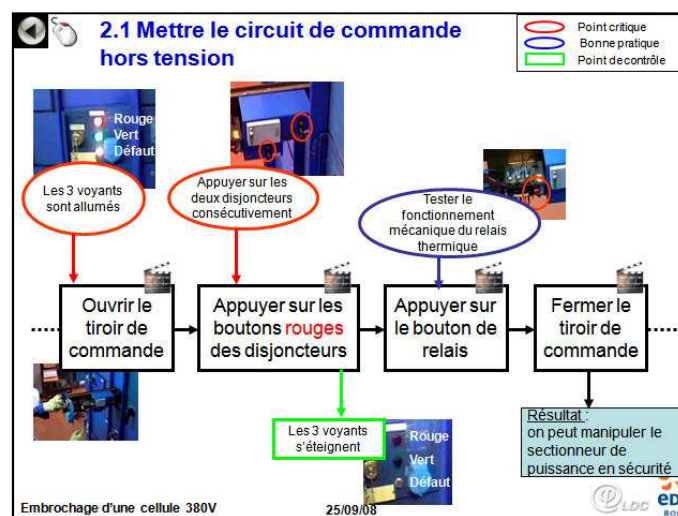 2.1 Mettre le circuit de commande
hors tension
Point critique
Bonne pratique
Point de contrôle
Rouge
Vert
Défaut
Les 3 voyants
sont allumés
Appuyer sur les
deux disjoncteurs
consécutivement
Tester le
fonctionnement
mécanique du relais
thermique
Ouvrir le
tiroir de
commande
Appuyer sur les
boutons rouges
des disjoncteurs
Appuyer sur
le bouton de
relais
Fermer le
tiroir de
commande
Les 3 voyants
s'éteignent
Rouge
Vert
Défaut
Résultat :
on peut manipuler le
sectionneur de
puissance en sécurité
Embrochage d'une cellule 380V
25/09/08
LDC